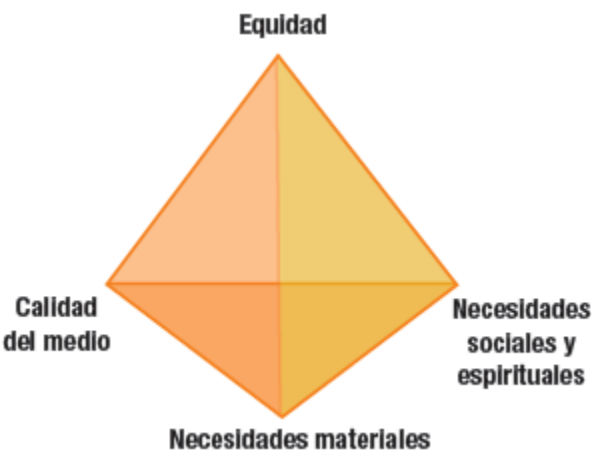 Equidad
Calidad
del medio
Necesidades
sociales y
espirituales
Necesidades materiales